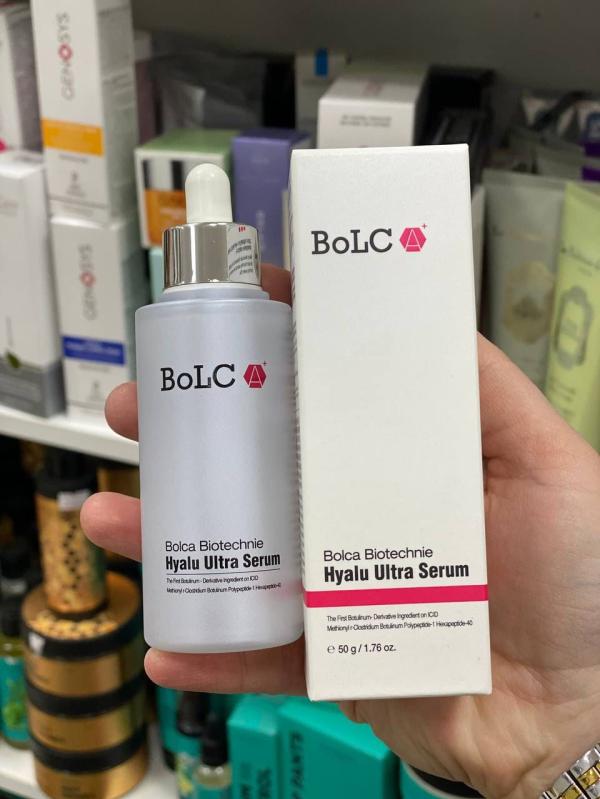 GENOSYS
GENOSYS
BoLC A+
Bolca Biotechnie
Hyalu Ultra Serum
The First Botulinum- Derivative Ingredient on ICID
Methionyl r-Clostridium Botulinum Polypeptide-1 Hexapeptide-40
BoLC A+
Bolca Biotechnie
Hyalu Ultra Serum
The First Botulinum- Derivative Ingredient on ICID
Methionyl r-Clostridium Botulinum Polypeptide-1 Hexapeptide-40
e 50 g / 1.76 oz.
PANTS